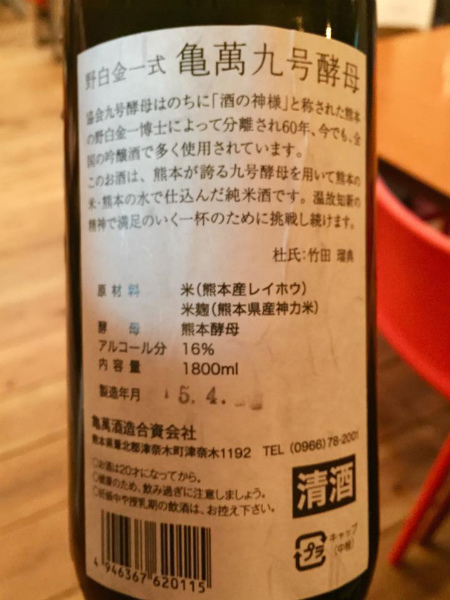 野白金一式 亀萬九号酵母
協会九号酵母はのちに「酒の神様」と称された熊本
の野白金一博士によって分離され60年、今でも、全
国の吟醸酒で多く使用されています。
このお酒は、熊本が誇る九号酵母を用いて熊本の
米・熊本の水で仕込んだ純米酒です。温故知新の
精神で満足のいく一杯のために挑戦し続けます。
杜氏:竹田 瑠典
原材料 米(熊本産レイホウ)
米麹(熊本県産神力米)
酵母 熊本酵母
アルコール分 16%
内容量 1800ml
製造年月 5.4.
亀萬酒造合資会社
熊本県葦北郡津奈木町津奈木1192 TEL (0966)78-2001
○お酒は20才になってから。
○健康のため、飲み過ぎに注意しましょう。
○妊娠中や授乳期の飲酒は、お控え下さい。
清酒
プラ
キャップ
(中栓)
4 946367 620115